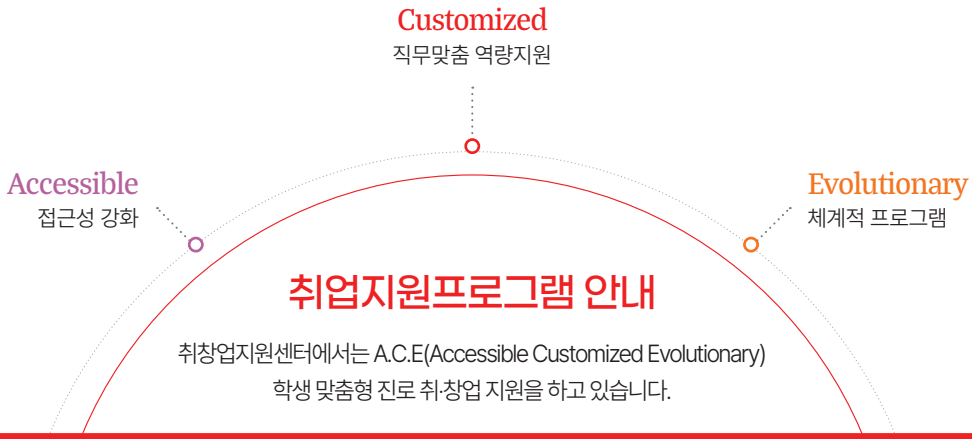 Customized
직무맞춤 역량지원
Accessible
접근성 강화
Evolutionary
체계적 프로그램
취업지원프로그램 안내
취창업지원센터에서는 A.C.E(Accessible Customized Evolutionary)
학생 맞춤형 진로 취·창업 지원을 하고 있습니다.